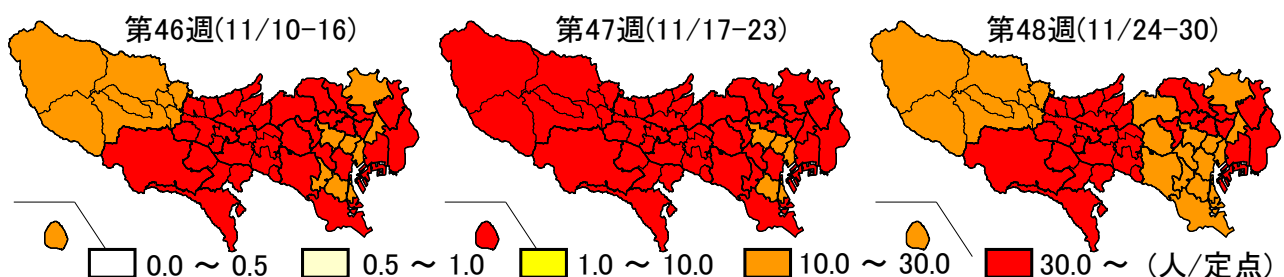 第46週(11/10-16) 第47週(11/17-23) 第48週(11/24-30)
0.0 ～ 0.5 0.5 ～ 1.0 1.0 ～ 10.0 10.0 ～ 30.0 30.0 ～ (人/定点)